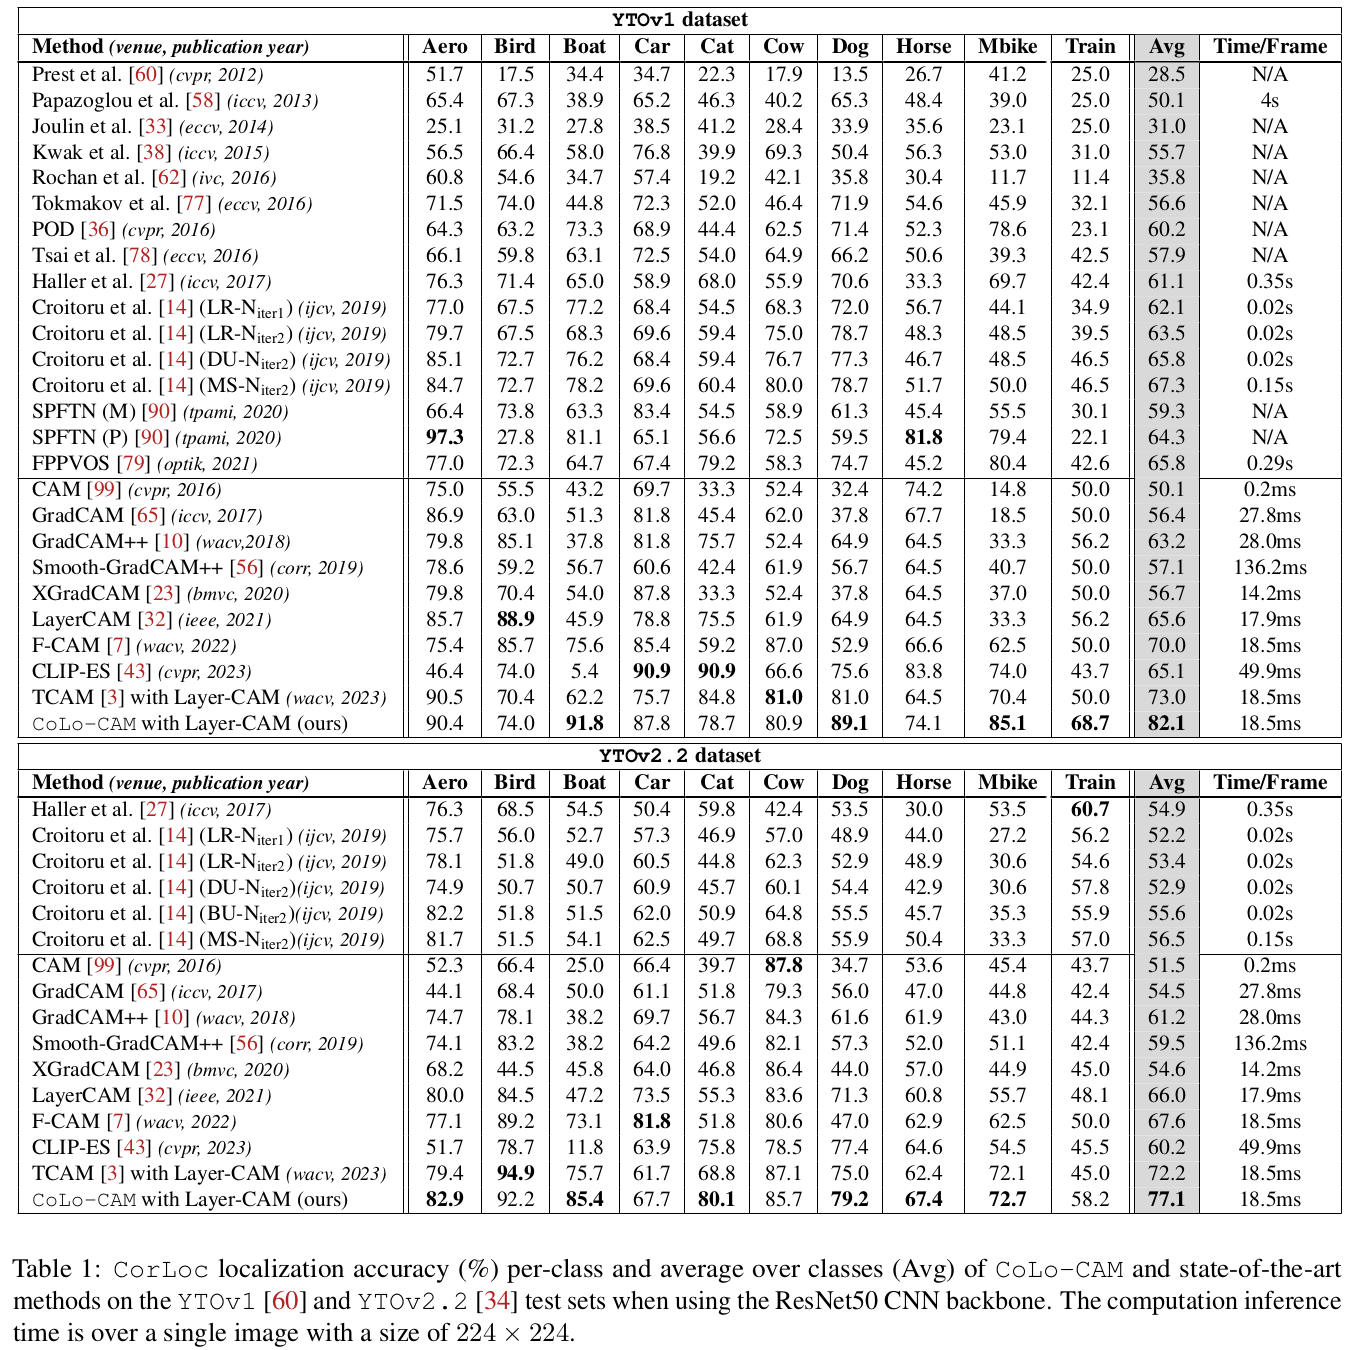 YTOv1 dataset
Method (venue, publication year) Aero Bird Boat Car Cat Cow Dog Horse Mbike Train Avg Time/Frame
Prest et al. [60] (cvpr, 2012) 51.7 17.5 34.4 34.7 22.3 17.9 13.5 26.7 41.2 25.0 28.5 N/A
Papazoglou et al. [58] (iccv, 2013) 65.4 67.3 38.9 65.2 46.3 40.2 65.3 48.4 39.0 25.0 50.1 4s
Joulin et al. [33] (eccv, 2014) 25.1 31.2 27.8 38.5 41.2 28.4 33.9 35.6 23.1 25.0 31.0 N/A
Kwak et al. [38] (iccv, 2015) 56.5 66.4 58.0 76.8 39.9 69.3 50.4 56.3 53.0 31.0 55.7 N/A
Rochan et al. [62] (ivc, 2016) 60.8 54.6 34.7 57.4 19.2 42.1 35.8 30.4 11.7 11.4 35.8 N/A
Tokmakov et al. [77] (eccv, 2016) 71.5 74.0 44.8 72.3 52.0 46.4 71.9 54.6 45.9 32.1 56.6 N/A
POD [36] (cvpr, 2016) 64.3 63.2 73.3 68.9 44.4 62.5 71.4 52.3 78.6 23.1 60.2 N/A
Tsai et al. [78] (eccv, 2016) 66.1 59.8 63.1 72.5 54.0 64.9 66.2 50.6 39.3 42.5 57.9 N/A
Haller et al. [27] (iccv, 2017) 76.3 71.4 65.0 58.9 68.0 55.9 70.6 33.3 69.7 42.4 61.1 0.35s
Croitoru et al. [14] (LR-Niter1) (ijcv, 2019) 77.0 67.5 77.2 68.4 54.5 68.3 72.0 56.7 44.1 34.9 62.1 0.02s
Croitoru et al. [14] (LR-Niter2) (ijcv, 2019) 79.7 67.5 68.3 69.6 59.4 75.0 78.7 48.3 48.5 39.5 63.5 0.02s
Croitoru et al. [14] (DU-Niter2) (ijcv, 2019) 85.1 72.7 76.2 68.4 59.4 76.7 77.3 46.7 48.5 46.5 65.8 0.02s
Croitoru et al. [14] (MS-Niter2) (ijcv, 2019) 84.7 72.7 78.2 69.6 60.4 80.0 78.7 51.7 50.0 46.5 67.3 0.15s
SPFTN (M) [90] (tpami, 2020) 66.4 73.8 63.3 83.4 54.5 58.9 61.3 45.4 55.5 30.1 59.3 N/A
SPFTN (P) [90] (tpami, 2020) 97.3 27.8 81.1 65.1 56.6 72.5 59.5 81.8 79.4 22.1 64.3 N/A
FPPVOS [79] (optik, 2021) 77.0 72.3 64.7 67.4 79.2 58.3 74.7 45.2 80.4 42.6 65.8 0.29s
CAM [99] (cvpr, 2016) 75.0 55.5 43.2 69.7 33.3 52.4 32.4 74.2 14.8 50.0 50.1 0.2ms
GradCAM [65] (iccv, 2017) 86.9 63.0 51.3 81.8 45.4 62.0 37.8 67.7 18.5 50.0 56.4 27.8ms
GradCAM++ [10] (wacv,2018) 79.8 85.1 37.8 81.8 75.7 52.4 64.9 64.5 33.3 56.2 63.2 28.0ms
Smooth-GradCAM++ [56] (corr, 2019) 78.6 59.2 56.7 60.6 42.4 61.9 56.7 64.5 40.7 50.0 57.1 136.2ms
XGradCAM [23] (bmvc, 2020) 79.8 70.4 54.0 87.8 33.3 52.4 37.8 64.5 37.0 50.0 56.7 14.2ms
LayerCAM [32] (ieee, 2021) 85.7 88.9 45.9 78.8 75.5 61.9 64.9 64.5 33.3 56.2 65.6 17.9ms
F-CAM [7] (wacv, 2022) 75.4 85.7 75.6 85.4 59.2 87.0 52.9 66.6 62.5 50.0 70.0 18.5ms
CLIP-ES [43] (cvpr, 2023) 46.4 74.0 5.4 90.9 90.9 66.6 75.6 83.8 74.0 43.7 65.1 49.9ms
TCAM [3] with Layer-CAM (wacv, 2023) 90.5 70.4 62.2 75.7 84.8 81.0 81.0 64.5 70.4 50.0 73.0 18.5ms
CoLo-CAM with Layer-CAM (ours) 90.4 74.0 91.8 87.8 78.7 80.9 89.1 74.1 85.1 68.7 82.1 18.5ms
YTOv2.2 dataset
Method (venue, publication year) Aero Bird Boat Car Cat Cow Dog Horse Mbike Train Avg Time/Frame
Haller et al. [27] (iccv, 2017) 76.3 68.5 54.5 50.4 59.8 42.4 53.5 30.0 53.5 60.7 54.9 0.35s
Croitoru et al. [14] (LR-Niter1) (ijcv, 2019) 75.7 56.0 52.7 57.3 46.9 57.0 48.9 44.0 27.2 56.2 52.2 0.02s
Croitoru et al. [14] (LR-Niter2) (ijcv, 2019) 78.1 51.8 49.0 60.5 44.8 62.3 52.9 48.9 30.6 54.6 53.4 0.02s
Croitoru et al. [14] (DU-Niter2)(ijcv, 2019) 74.9 50.7 50.7 60.9 45.7 60.1 54.4 42.9 30.6 57.8 52.9 0.02s
Croitoru et al. [14] (BU-Niter2)(ijcv, 2019) 82.2 51.8 51.5 62.0 50.9 64.8 55.5 45.7 35.3 55.9 55.6 0.02s
Croitoru et al. [14] (MS-Niter2)(ijcv, 2019) 81.7 51.5 54.1 62.5 49.7 68.8 55.9 50.4 33.3 57.0 56.5 0.15s
CAM [99] (cvpr, 2016) 52.3 66.4 25.0 66.4 39.7 87.8 34.7 53.6 45.4 43.7 51.5 0.2ms
GradCAM [65] (iccv, 2017) 44.1 68.4 50.0 61.1 51.8 79.3 56.0 47.0 44.8 42.4 54.5 27.8ms
GradCAM++ [10] (wacv, 2018) 74.7 78.1 38.2 69.7 56.7 84.3 61.6 61.9 43.0 44.3 61.2 28.0ms
Smooth-GradCAM++ [56] (corr, 2019) 74.1 83.2 38.2 64.2 49.6 82.1 57.3 52.0 51.1 42.4 59.5 136.2ms
XGradCAM [23] (bmvc, 2020) 68.2 44.5 45.8 64.0 46.8 86.4 44.0 57.0 44.9 45.0 54.6 14.2ms
LayerCAM [32] (ieee, 2021) 80.0 84.5 47.2 73.5 55.3 83.6 71.3 60.8 55.7 48.1 66.0 17.9ms
F-CAM [7] (wacv, 2022) 77.1 89.2 73.1 81.8 51.8 80.6 47.0 62.9 62.5 50.0 67.6 18.5ms
CLIP-ES [43] (cvpr, 2023) 51.7 78.7 11.8 63.9 75.8 78.5 77.4 64.6 54.5 45.5 60.2 49.9ms
TCAM [3] with Layer-CAM (wacv, 2023) 79.4 94.9 75.7 61.7 68.8 87.1 75.0 62.4 72.1 45.0 72.2 18.5ms
CoLo-CAM with Layer-CAM (ours) 82.9 92.2 85.4 67.7 80.1 85.7 79.2 67.4 72.7 58.2 77.1 18.5ms
Table 1: CorLoc localization accuracy (%) per-class and average over classes (Avg) of CoLo-CAM and state-of-the-art
methods on the YTOv1 [60] and YTOv2.2 [34] test sets when using the ResNet50 CNN backbone. The computation inference
time is over a single image with a size of 224 × 224.